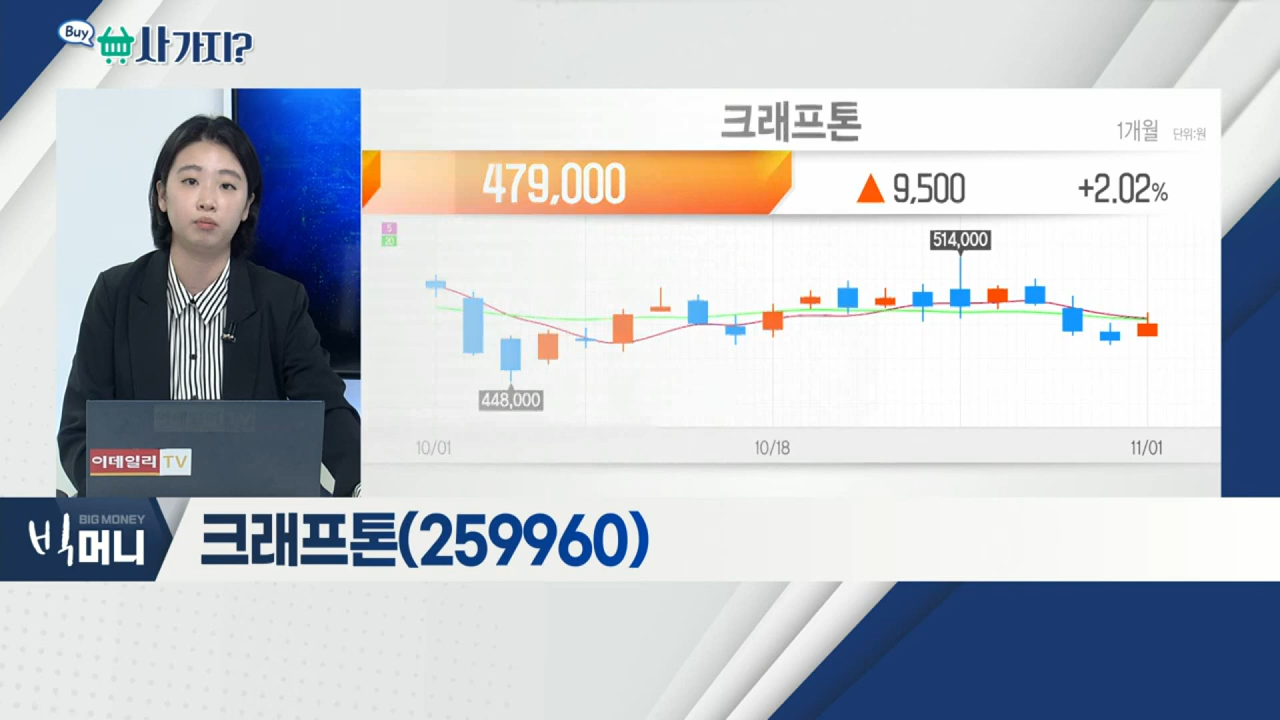 Buy 사가지?
크래프톤
1개월 단위:원
479,000 ▲ 9,500 +2.02%
5
20
514,000
448,000
10/01 10/18 11/01
이데일리 TV
BIG MONEY
빅머니
크래프톤(259960)